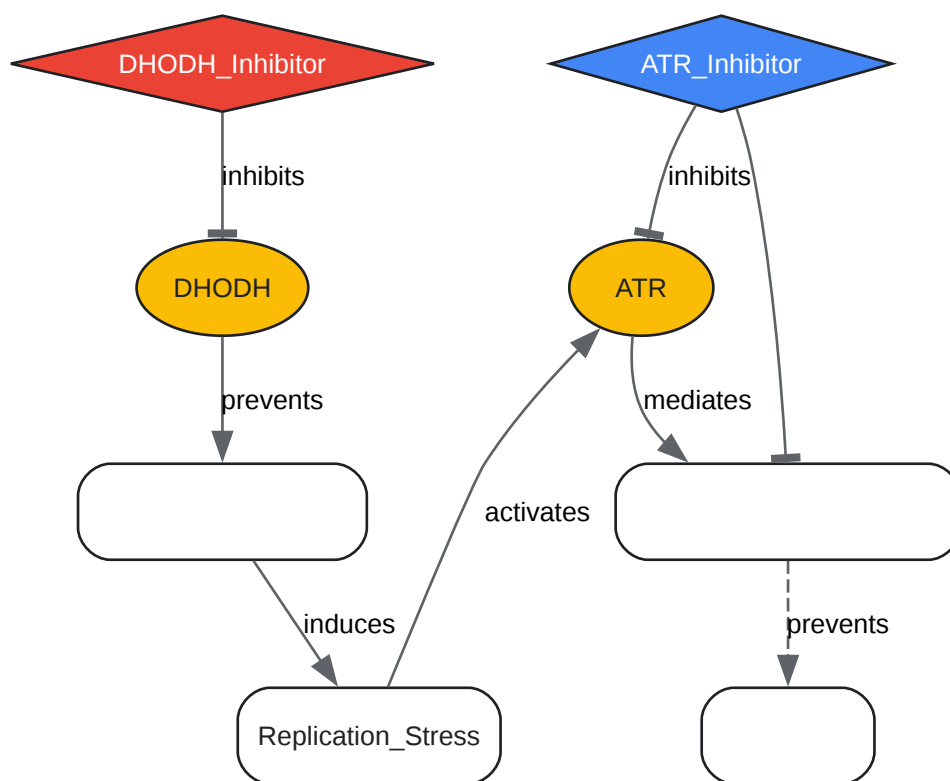 DHODH_Inhibitor
ATR_Inhibitor
inhibits
inhibits
DHODH
ATR
prevents
mediates
activates
induces
prevents
Replication_Stress